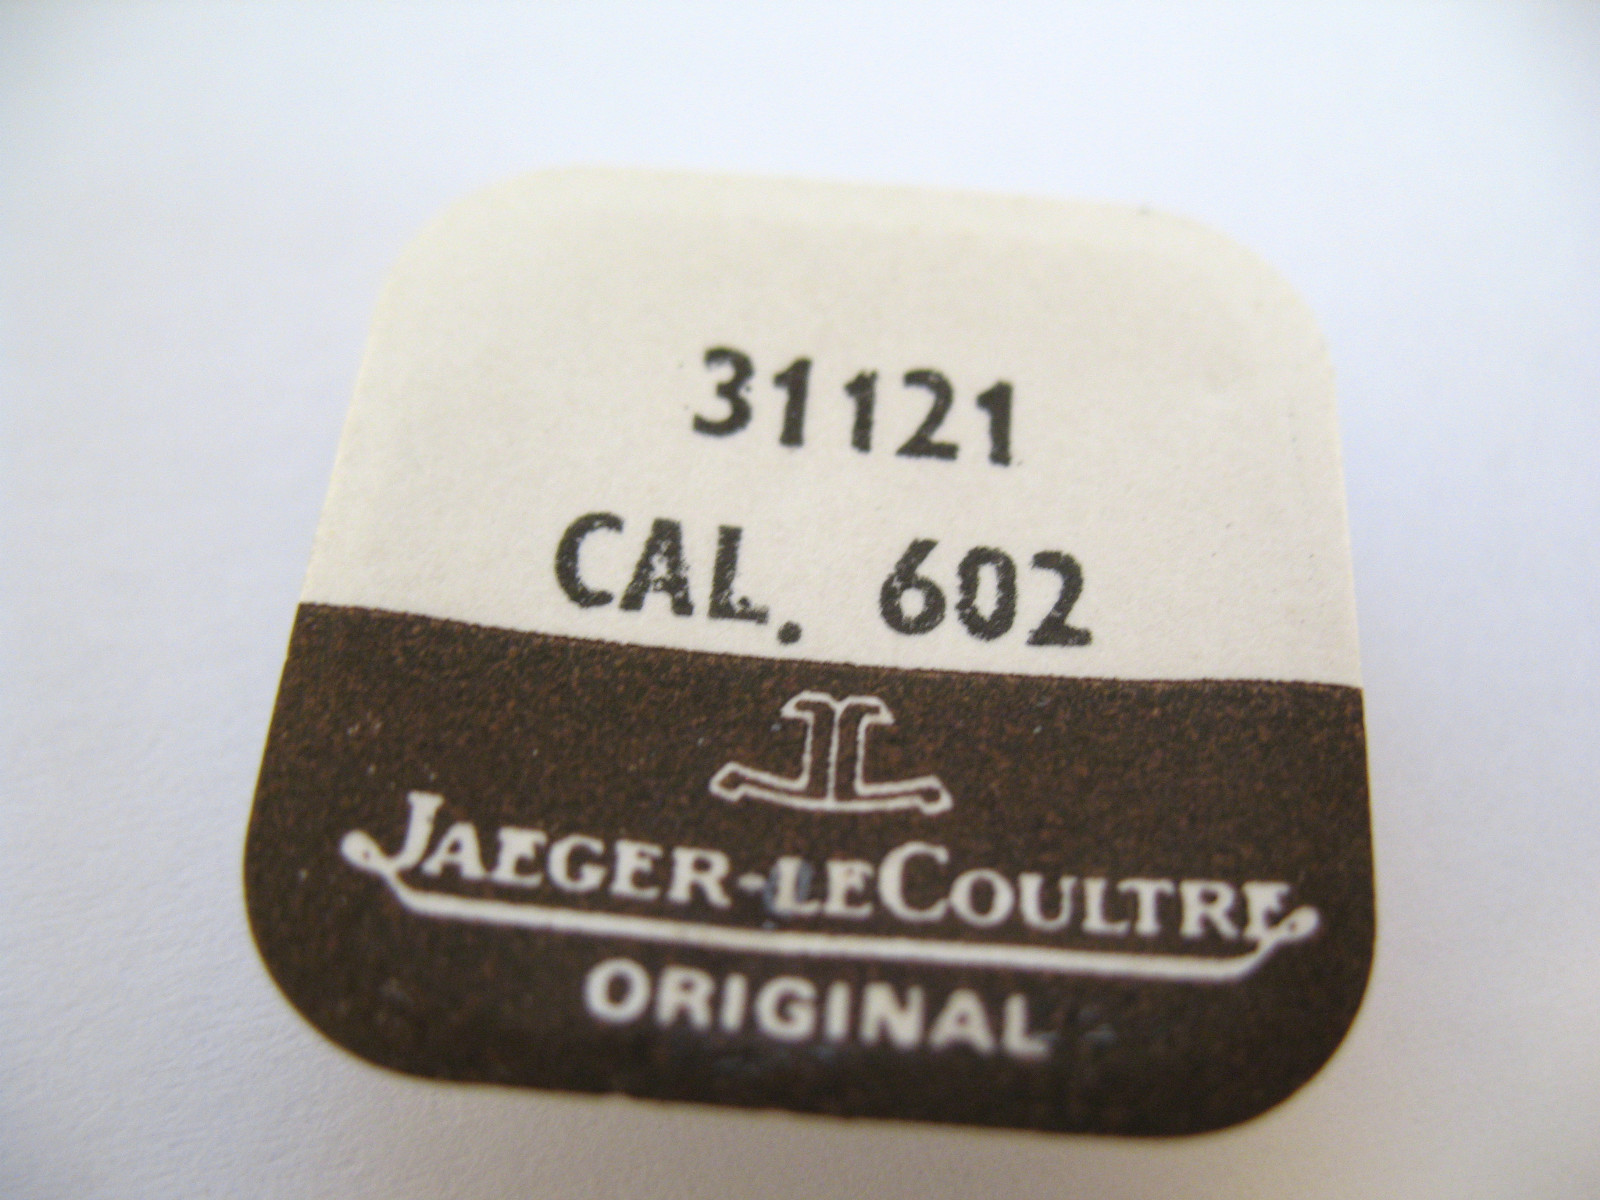 31121
CAL. 602
JAEGER-LECOULTRE
ORIGINAL